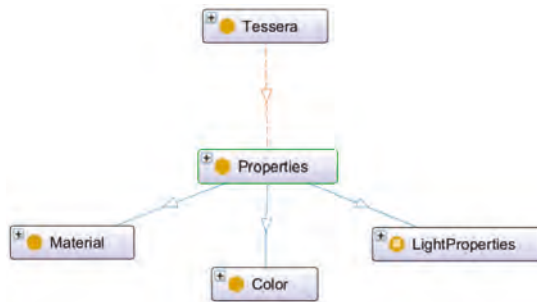 Tessera
Properties
Material
LightProperties
Color